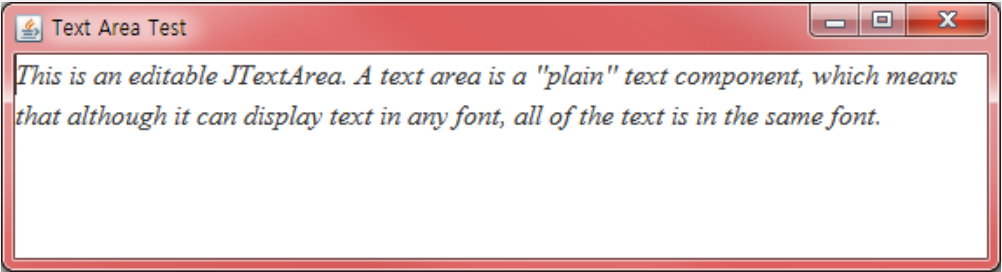 Text Area Test
This is an editable JTextArea. A text area is a "plain" text component, which means
that although it can display text in any font, all of the text is in the same font.